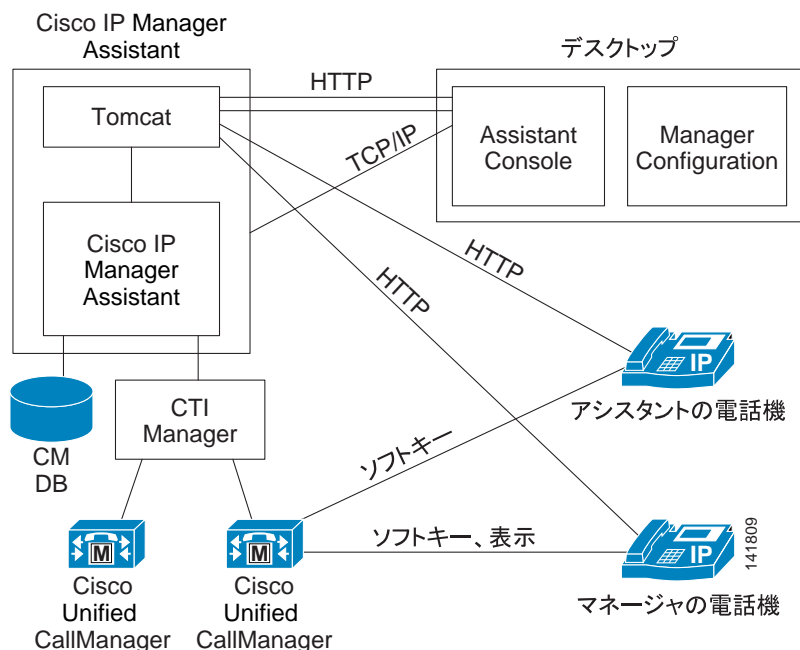 Cisco IP Manager
Assistant
デスクトップ
HTTP
Tomcat
Assistant
Console
Manager
Configuration
TCP/IP
Cisco IP
Manager
Assistant
HTTP
HTTP
IP
アシスタントの電話機
CTI
Manager
CM
DB
ソフトキー
M
M
ソフトキー、表示
IP
141809
Cisco
Unified
CallManager
Cisco
Unified
CallManager
マネージャの電話機